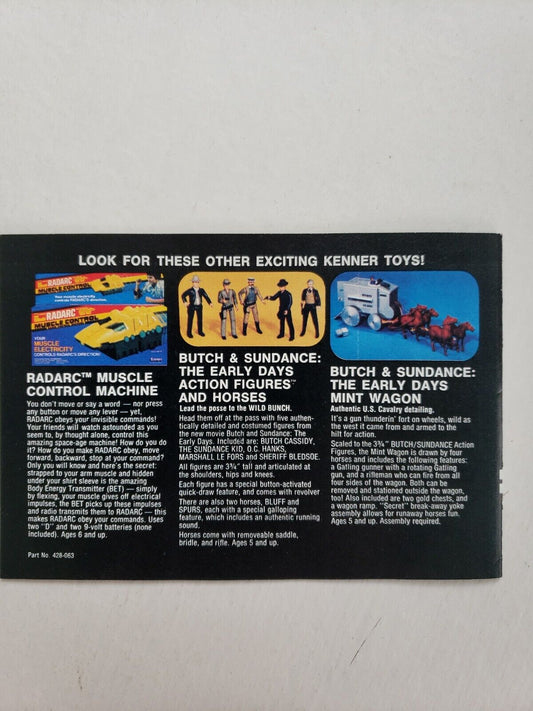 LOOK FOR THESE OTHER EXCITING KENNER TOYS!
RADARC
MUSCLE CONTROL
Your muscle electricity
controls RADARC'S direction.
RADARC
MUSCLE CONTROL
YOUR
MUSCLE
ELECTRICITY
CONTROLS RADARC'S DIRECTION!
Kenner
RADARC™ MUSCLE
CONTROL MACHINE
You don't move or say a word — nor press
any button or move any lever — yet,
RADARC obeys your invisible commands!
Your friends will watch astounded as you
seem to, by thought alone, control this
amazing space-age machine! How do you do
it? How do you make RADARC obey, move
forward, backward, stop at your command?
Only you will know and here's the secret:
strapped to your arm muscle and hidden
under your shirt sleeve is the amazing
Body Energy Transmitter (BET) — simply
by flexing, your muscle gives off electrical
impulses, the BET picks up these impulses
and radio transmits them to RADARC — this
makes RADARC obey your commands. Uses
two "D" and two 9-volt batteries (none
included). Ages 6 and up.
Part No. 428-063
BUTCH & SUNDANCE:
THE EARLY DAYS
ACTION FIGURES™
AND HORSES
Lead the posse to the WILD BUNCH.
Head them off at the pass with five authen-
tically detailed and costumed figures from
the new movie Butch and Sundance: The
Early Days. Included are; BUTCH CASSIDY,
THE SUNDANCE KID, O.C. HANKS,
MARSHALL LE FORS and SHERIFF BLEDSOE.
All figures are 3¾" tall and articulated at
the shoulders, hips and knees.
Each figure has a special button-activated
quick-draw feature, and comes with revolver
There are also two horses, BLUFF and
SPURS, each with a special galloping
feature, which includes an authentic running
sound.
Horses come with removeable saddle,
bridle, and rifle. Ages 5 and up.
BUTCH & SUNDANCE:
THE EARLY DAYS
MINT WAGON
Authentic U.S. Cavalry detailing.
It's a gun thunderin' fort on wheels, wild as
the west it came from and armed to the
hilt for action.
Scaled to the 3¾" BUTCH/SUNDANCE Action
Figures, the Mint Wagon is drawn by four
horses and includes the following features:
a Gatling gunner with a rotating Gatling
gun, and a rifleman who can fire from all
four sides of the wagon. Both can be
removed and stationed outside the wagon,
too! Also included are two gold chests, and
a wagon ramp. "Secret" break-away yoke
assembly allows for runaway horses fun.
Ages 5 and up. Assembly required.